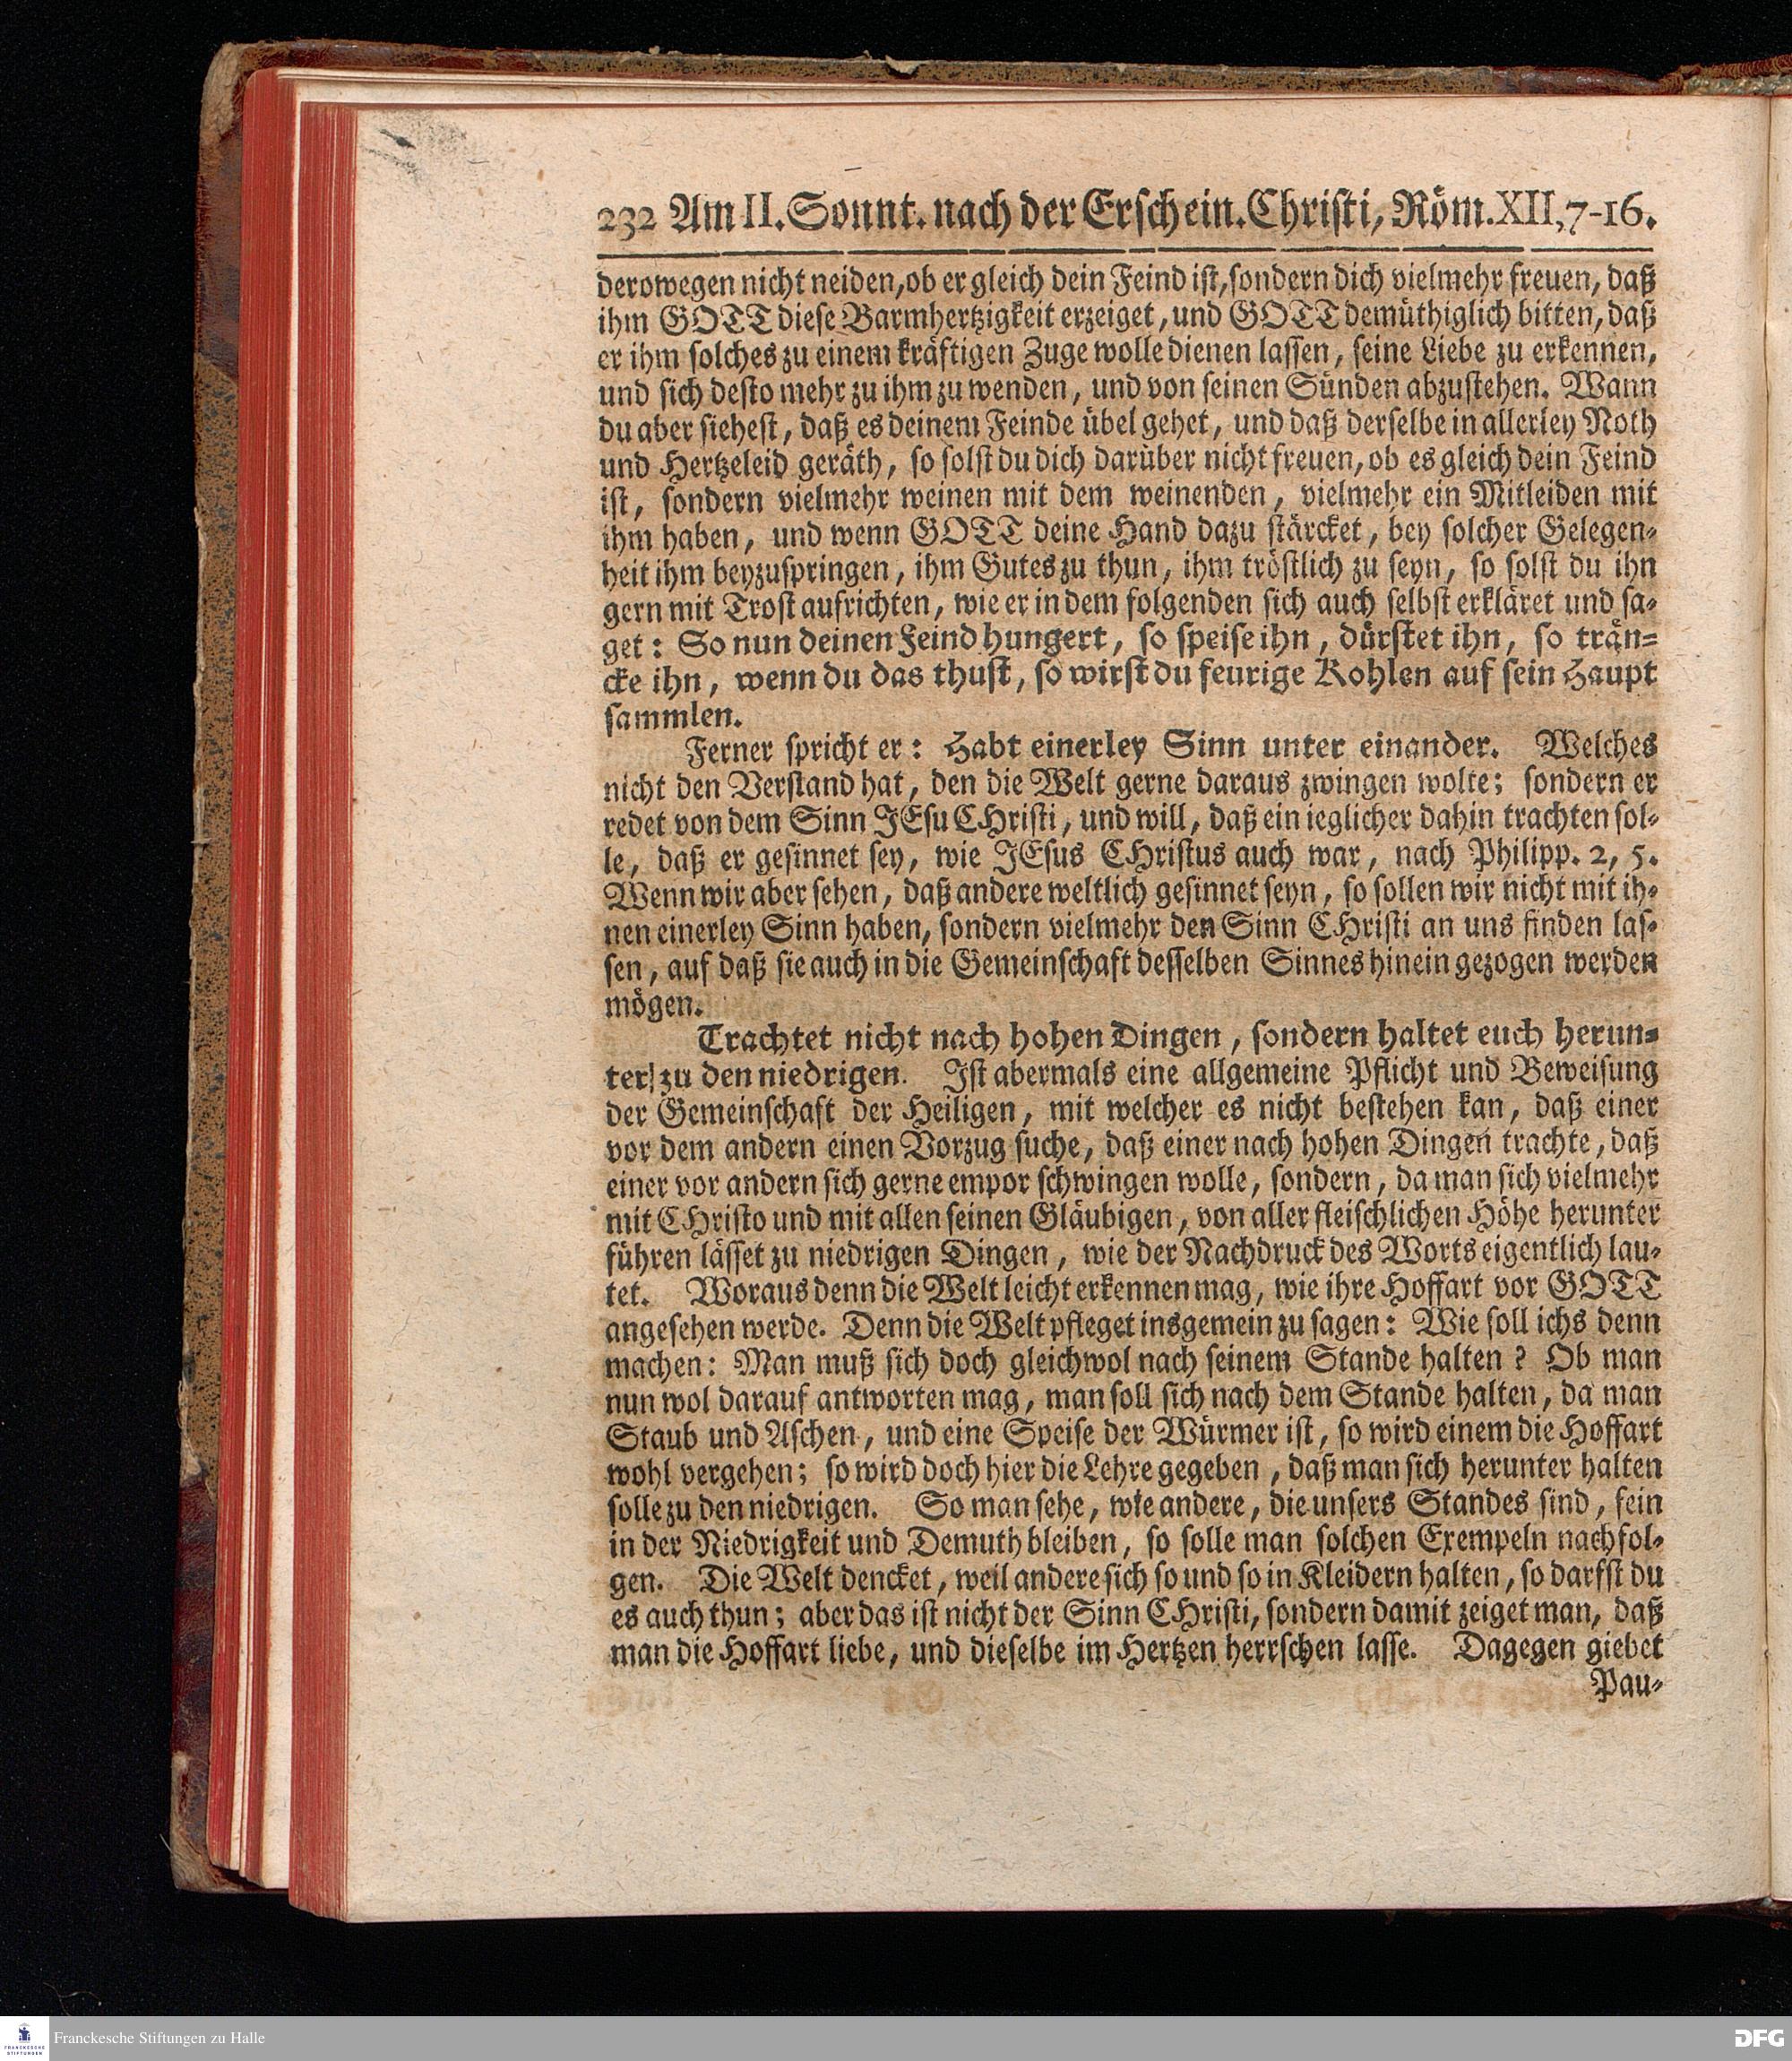 232 Am II. Sonnt. nach der Erschein. Christi, Röm. XII, 7-16.
derowegen nicht neiden, ob er gleich dein Feind ist, sondern dich vielmehr freuen, daß
ihm GOTT diese Barmhertzigkeit erzeiget, und GOTT demüthiglich bitten, daß
er ihm solches zu einem kräftigen Zuge wolle dienen lassen, seine Liebe zu erkennen,
und sich desto mehr zu ihm zu wenden, und von seinen Sünden abzustehen. Wann
du aber siehest, daß es deinem Feinde übel gehet, und daß derselbe in allerley Noth
und Hertzeleid geräth, so solst du dich darüber nicht freuen, ob es gleich dein Feind
ist, sondern vielmehr weinen mit dem weinenden, vielmehr ein Mitleiden mit
ihm haben, und wenn GOTT deine Hand dazu stärcket, bey solcher Gelegen-
heit ihm beyzuspringen, ihm Gutes zu thun, ihm tröstlich zu seyn, so solst du ihn
gern mit Trost aufrichten, wie er in dem folgenden sich auch selbst erkläret und sa-
get: So nun deinen Feind hungert, so speise ihn, dürstet ihn, so trän-
cke ihn, wenn du das thust, so wirst du feurige Kohlen auf sein Haupt
sammlen.
Ferner spricht er: Habt einerley Sinn unter einander. Welches
nicht den Verstand hat, den die Welt gerne daraus zwingen wolte; sondern er
redet von dem Sinn JEsu CHristi, und will, daß ein ieglicher dahin trachten sol-
le, daß er gesinnet sey, wie JEsus CHristus auch war, nach Philipp. 2, 5.
Wenn wir aber sehen, daß andere weltlich gesinnet seyn, so sollen wir nicht mit ih-
nen einerley Sinn haben, sondern vielmehr den Sinn CHristi an uns finden las-
sen, auf daß sie auch in die Gemeinschaft desselben Sinnes hinein gezogen werden
mögen.
Trachtet nicht nach hohen Dingen, sondern haltet euch herun-
ter zu den niedrigen. Ist abermals eine allgemeine Pflicht und Beweisung
der Gemeinschaft der Heiligen, mit welcher es nicht bestehen kan, daß einer
vor dem andern einen Vorzug suche, daß einer nach hohen Dingen trachte, daß
einer vor andern sich gerne empor schwingen wolle, sondern, da man sich vielmehr
mit CHristo und mit allen seinen Gläubigen, von aller fleischlichen Höhe herunter
führen lässet zu niedrigen Dingen, wie der Nachdruck des Worts eigentlich lau-
tet. Woraus denn die Welt leicht erkennen mag, wie ihre Hoffart vor GOTT
angesehen werde. Denn die Welt pfleget insgemein zu sagen: Wie soll ichs denn
machen: Man muß sich doch gleichwol nach seinem Stande halten? Ob man
nun wol darauf antworten mag, man soll sich nach dem Stande halten, da man
Staub und Aschen, und eine Speise der Würmer ist, so wird einem die Hoffart
wohl vergehen; so wird doch hier die Lehre gegeben, daß man sich herunter halten
solle zu den niedrigen. So man sehe, wie andere, die unsers Standes sind, fein
in der Niedrigkeit und Demuth bleiben, so solle man solchen Exempeln nachfol-
gen. Die Welt dencket, weil andere sich so und so in Kleidern halten, so darfst du
es auch thun; aber das ist nicht der Sinn CHristi, sondern damit zeiget man, daß
man die Hoffart liebe, und dieselbe im Hertzen herrschen lasse. Dagegen giebet
Pau-
FRANCKESCHE
STIFTUNGEN
Franckesche Stiftungen zu Halle
DFG